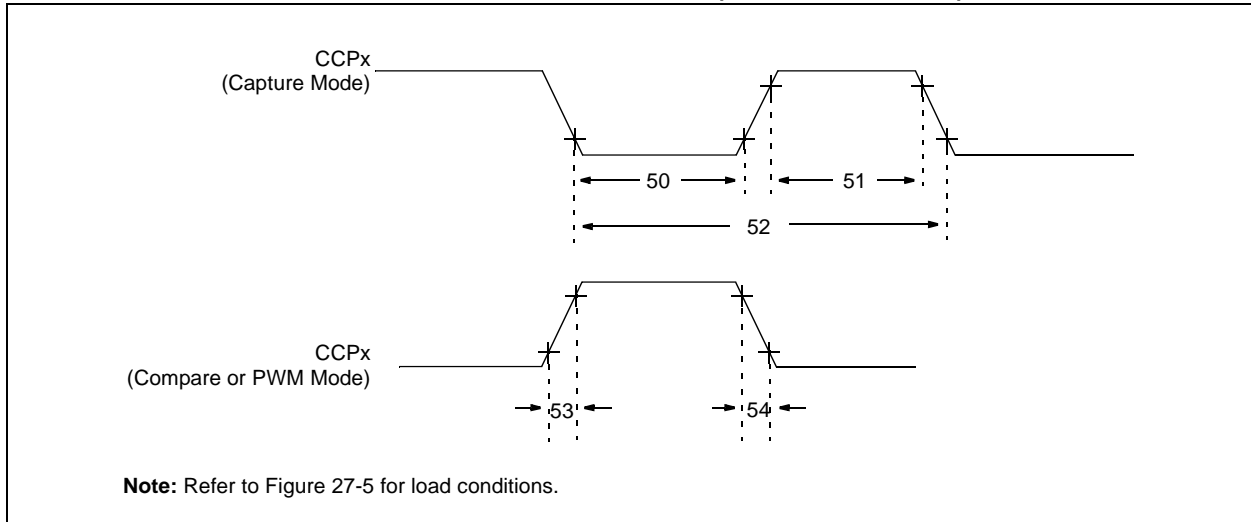 CCPx
(Capture Mode)
50
51
52
CCPx
(Compare or PWM Mode)
53
54
Note: Refer to Figure 27-5 for load conditions.